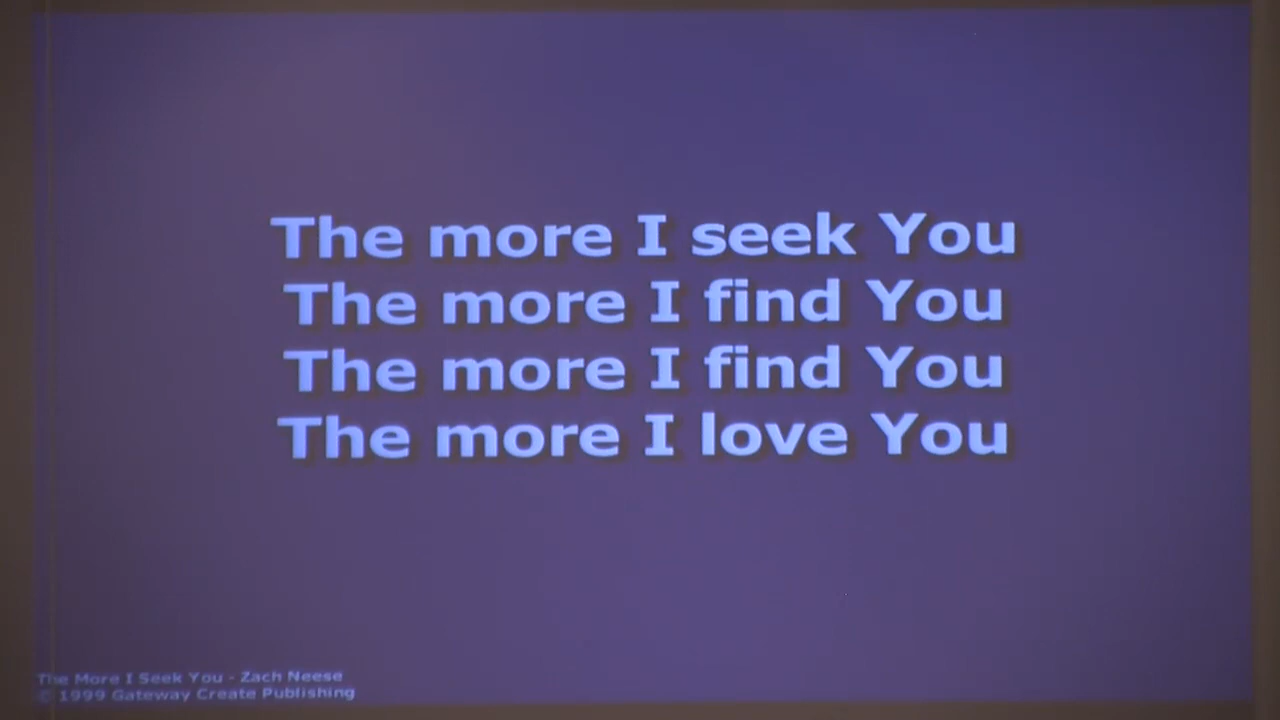 The more I seek You
The more I find You
The more I find You
The more I love You
The More I Seek You - Zach Neese
© 1999 Gateway Create Publishing